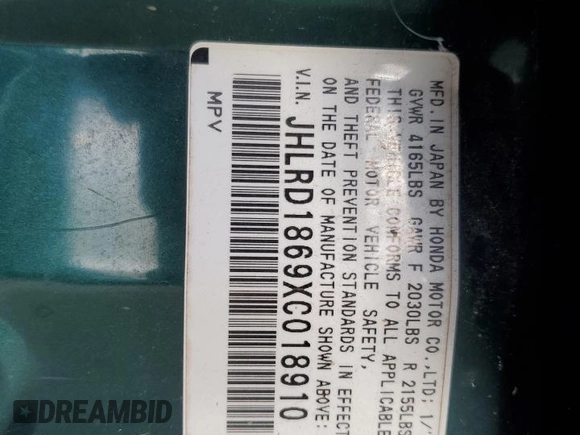 MFD. IN JAPAN BY HONDA MOTOR CO.,LTD: 1/
GVWR 4165LBS GAWR F 2030LBS R 2155LBS
THIS VEHICLE CONFORMS TO ALL APPLICABLE
FEDERAL MOTOR VEHICLE SAFETY,
AND THEFT PREVENTION STANDARDS IN EFFECT
ON THE DATE OF MANUFACTURE SHOWN ABOVE:
V.I.N. JHLRD1869XC018910
MPV
DREAMBID